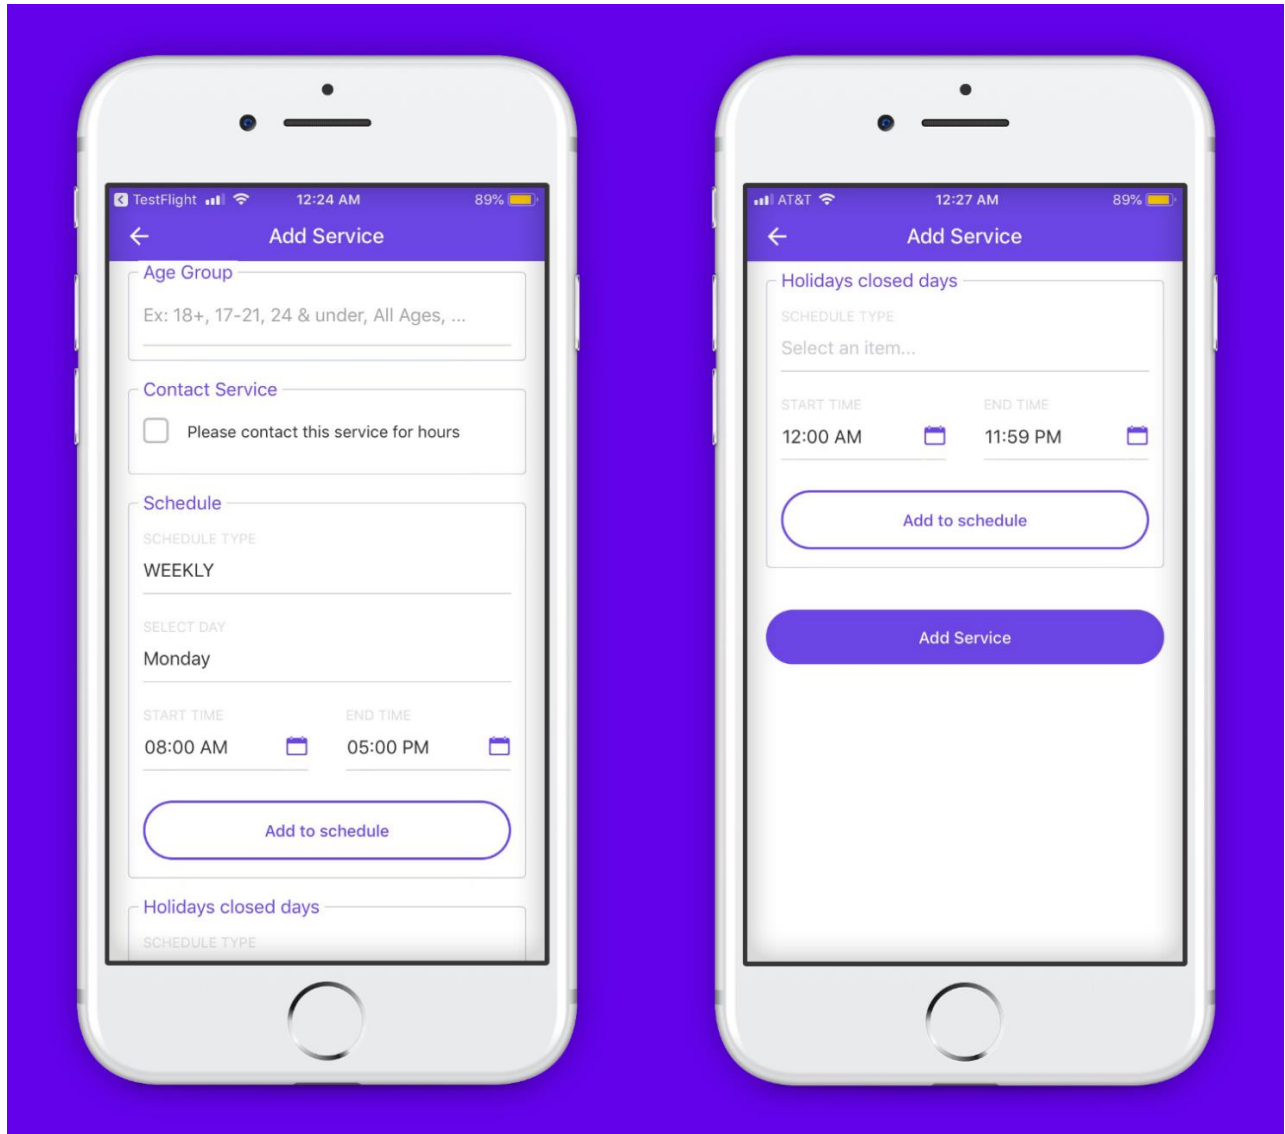 TestFlight 12:24 AM 89%
Add Service
Age Group
Ex: 18+, 17-21, 24 & under, All Ages, ...
Contact Service
Please contact this service for hours
Schedule
SCHEDULE TYPE
WEEKLY
SELECT DAY
Monday
START TIME END TIME
08:00 AM 05:00 PM
Add to schedule
Holidays closed days
SCHEDULE TYPE
AT&T 12:27 AM 89%
Add Service
Holidays closed days
SCHEDULE TYPE
Select an item...
START TIME END TIME
12:00 AM 11:59 PM
Add to schedule
Add Service